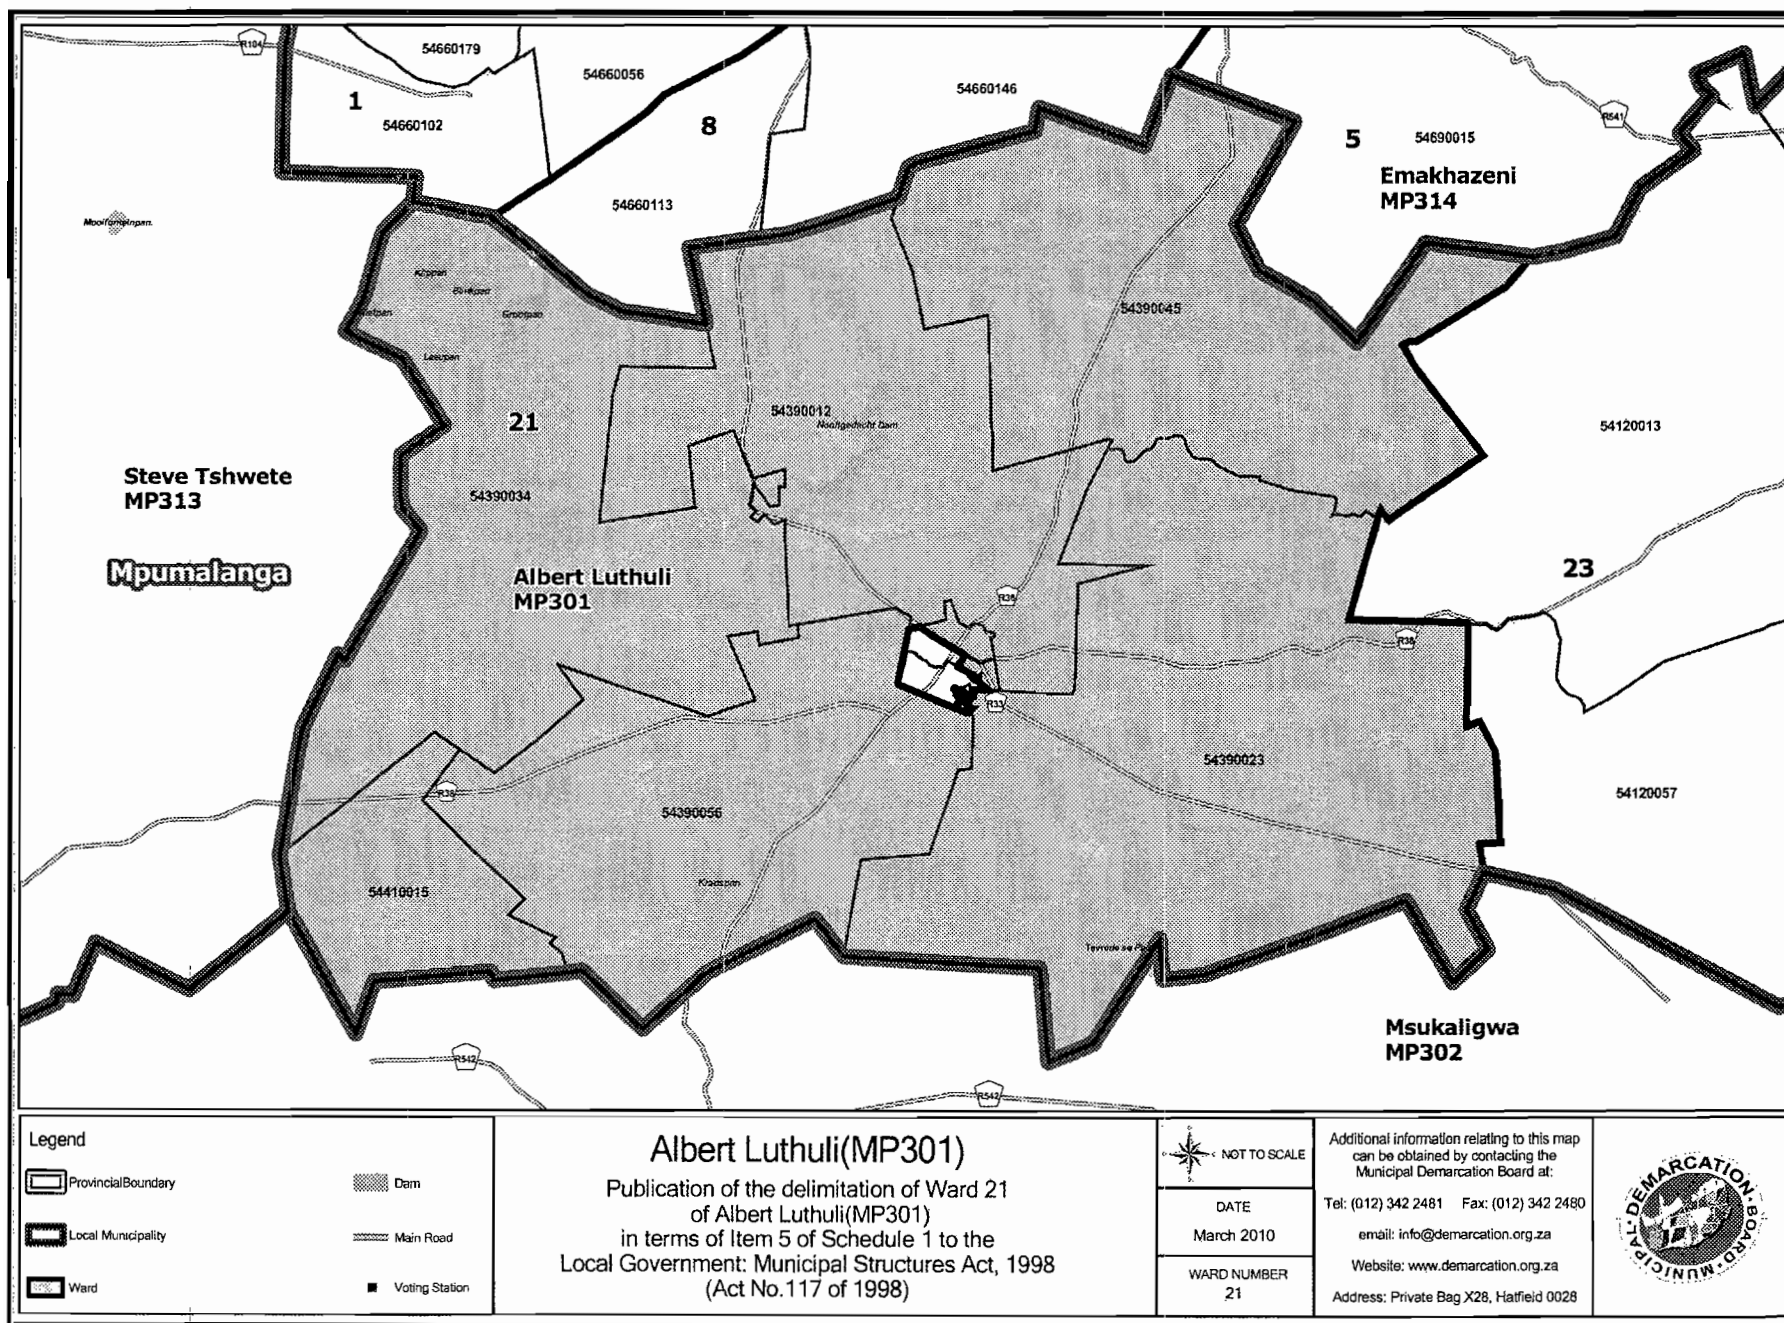 R104
54660179
54660056
1
54660102
8
54660146
5
54690015
R541
Emakhazeni
MP314
54660113
54390045
54390012
54120013
21
54390034
Steve Tshwete
MP313
Mpumalanga
Albert Luthuli
MP301
23
R36
R38
R33
54390023
54120057
R38
54390056
54410015
Msukaligwa
MP302
R542
R542
Legend
ProvincialBoundary
Dam
Local Municipality
Main Road
Ward
Voting Station
Albert Luthuli(MP301)
Publication of the delimitation of Ward 21
of Albert Luthuli(MP301)
in terms of Item 5 of Schedule 1 to the
Local Government: Municipal Structures Act, 1998
(Act No.117 of 1998)
NOT TO SCALE
DATE
March 2010
WARD NUMBER
21
Additional information relating to this map
can be obtained by contacting the
Municipal Demarcation Board at:
Tel: (012) 342 2481 Fax: (012) 342 2480
email: info@demarcation.org.za
Website: www.demarcation.org.za
Address: Private Bag X28, Hatfield 0028
MUNICIPAL DEMARCATION BOARD